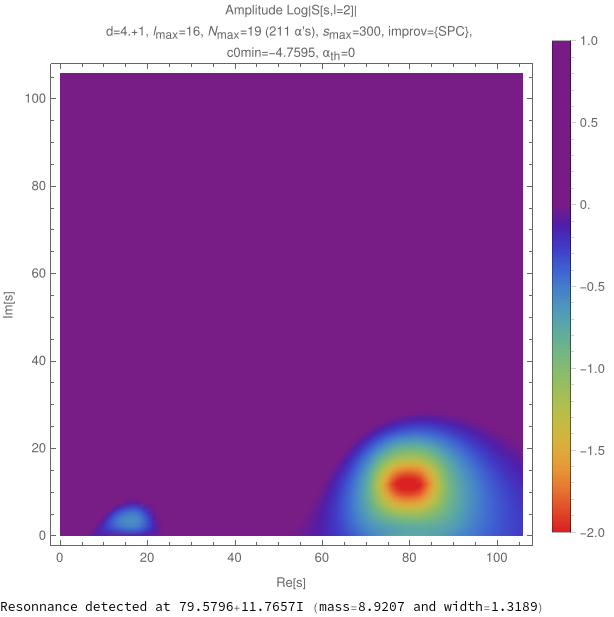 Amplitude Log|S[s,l=2]|
d=4.+1, lmax=16, Nmax=19 (211 α's), smax=300, improv={SPC},
c0min=−4.7595, αth=0
1.0
0.5
0.
−0.5
−1.0
−1.5
−2.0
100
80
60
40
20
0
Im[s]
0 20 40 60 80 100
Re[s]
Resonnance detected at 79.5796+11.7657I (mass=8.9207 and width=1.3189)